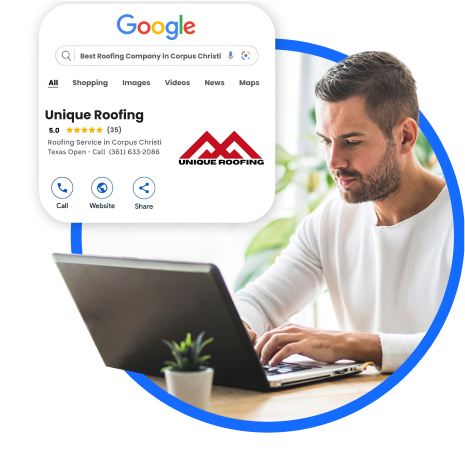 Google
Best Roofing Company in Corpus Christi
All Shopping Images Videos News Maps
Unique Roofing
5.0 (35)
Roofing Service in Corpus Christi
Texas Open - Call (361) 633-2086
UNIQUE ROOFING
Call Website Share